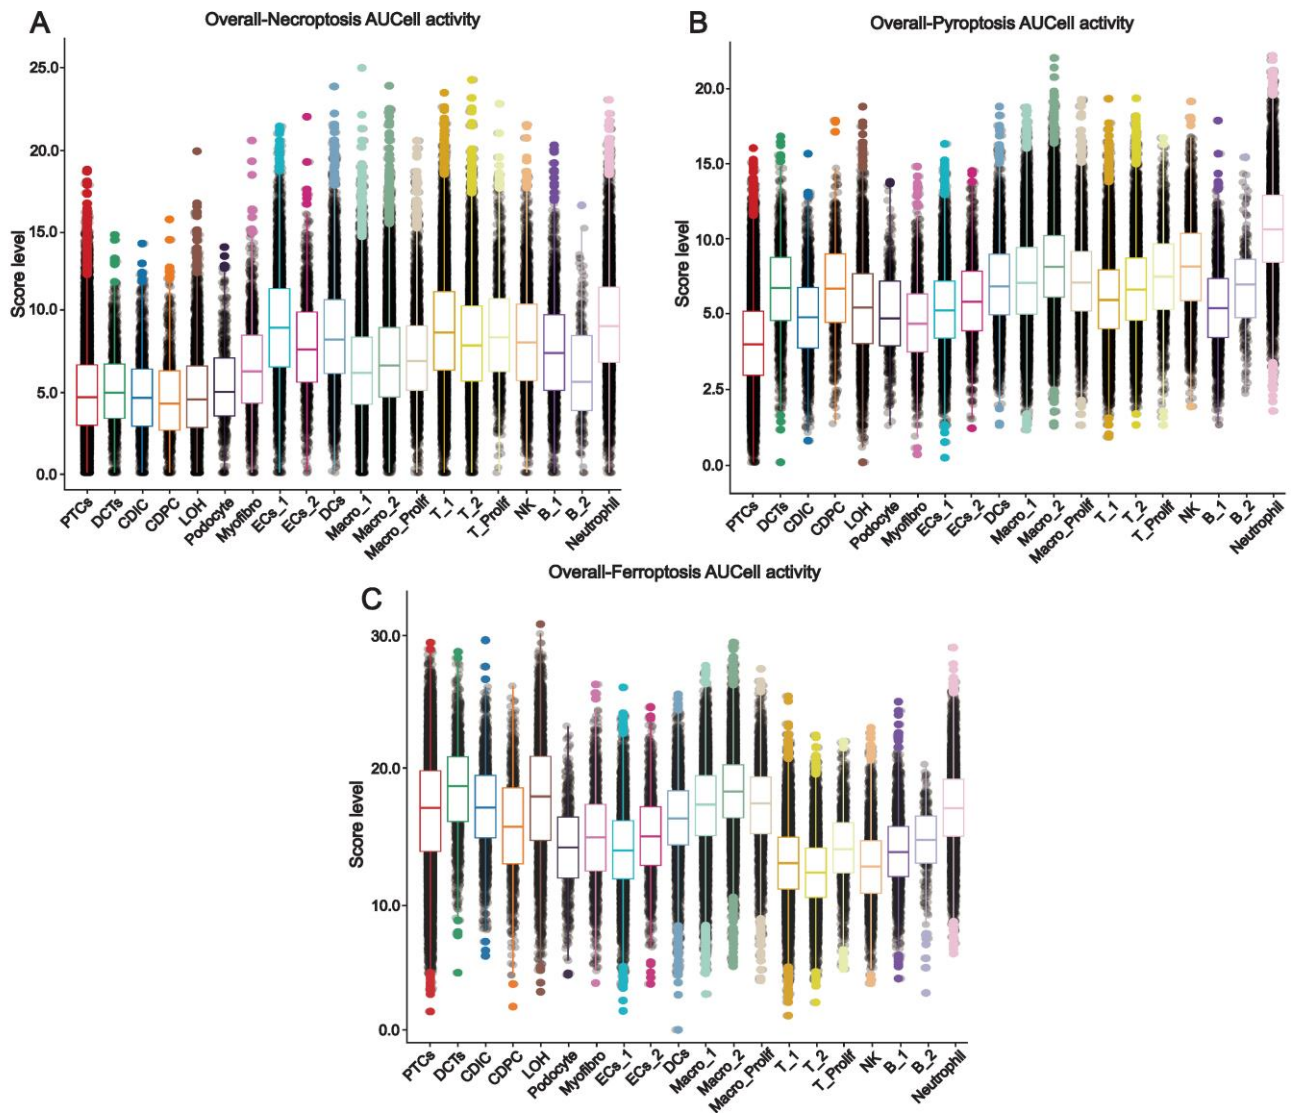 A
Overall-Necroptosis AUCell activity
Score level
25.0
20.0
15.0
10.0
5.0
0.0
PTCs
DCTs
CDIC
CDPC
LOH
Podocyte
Myofibro
ECs_1
ECs_2
DCs
Macro_1
Macro_2
Macro_Prolif
T_1
T_2
T_Prolif
NK
B_1
B_2
Neutrophil
B
Overall-Pyroptosis AUCell activity
Score level
20.0
15.0
10.0
5.0
2.5
0.0
PTCs
DCTs
CDIC
CDPC
LOH
Podocyte
Myofibro
ECs_1
ECs_2
DCs
Macro_1
Macro_2
Macro_Prolif
T_1
T_2
T_Prolif
NK
B_1
B_2
Neutrophil
C
Overall-Ferroptosis AUCell activity
Score level
30.0
20.0
10.0
0.0
PTCs
DCTs
CDIC
CDPC
LOH
Podocyte
Myofibro
ECs_1
ECs_2
DCs
Macro_1
Macro_2
Macro_Prolif
T_1
T_2
T_Prolif
NK
B_1
B_2
Neutrophil